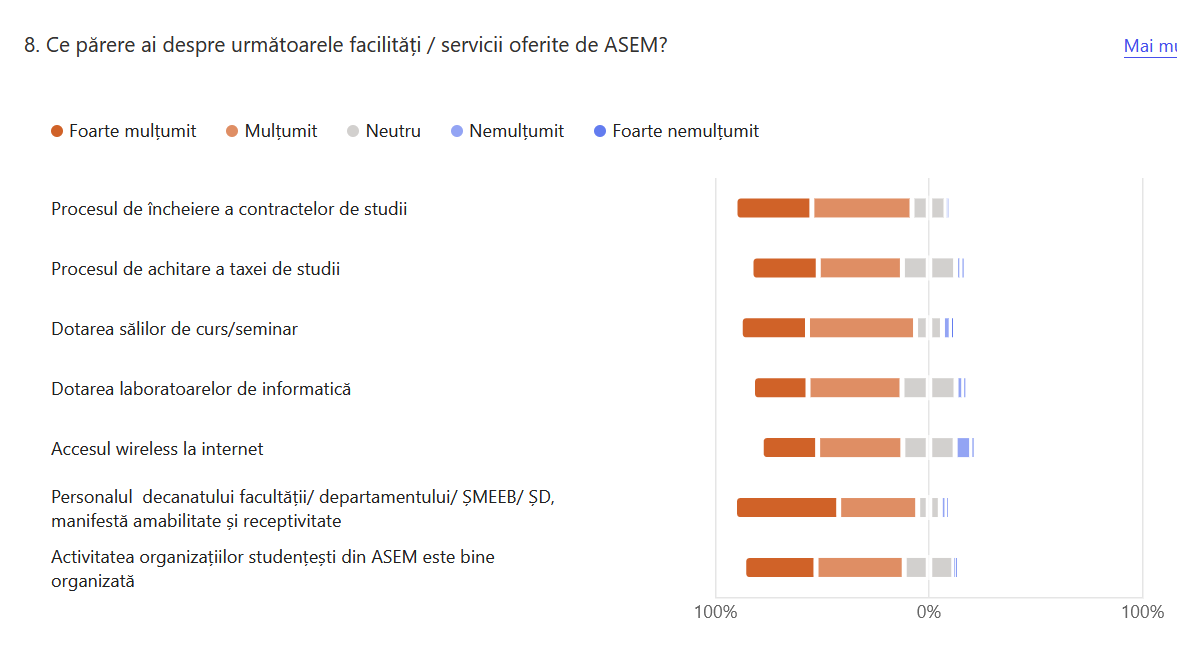 8. Ce părere ai despre următoarele facilități / servicii oferite de ASEM?
Mai
Foarte mulțumit
Mulțumit
Neutru
Nemulțumit
Foarte nemulțumit
Procesul de încheiere a contractelor de studii
Procesul de achitare a taxei de studii
Dotarea sălilor de curs/seminar
Dotarea laboratoarelor de informatică
Accesul wireless la internet
Personalul  decanatului facultății/ departamentului/ ȘMEEB/ ȘD,
manifestă amabilitate și receptivitate
Activitatea organizațiilor studențești din ASEM este bine
organizată
100%
0%
100%